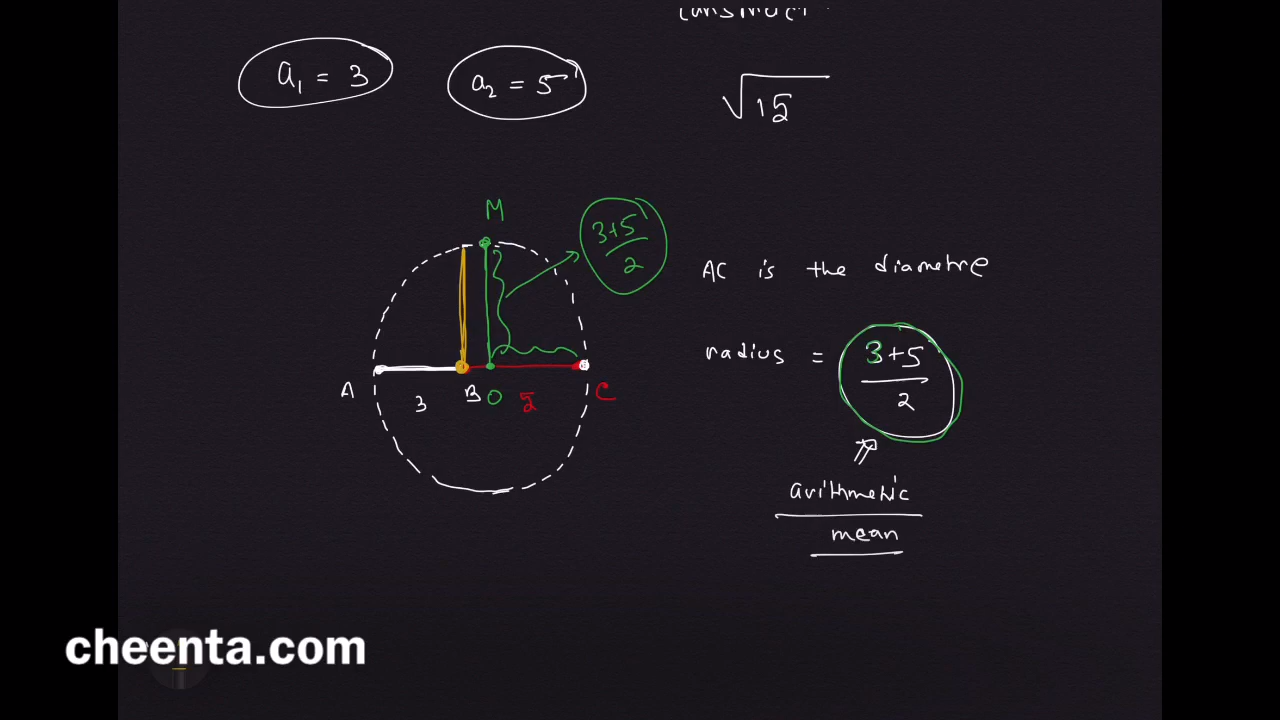 a₁ = 3
a₂ = 5
√15
M
3+5
2
AC is the diametre
radius = 3+5
2
A
3
B
O
5
C
arithmetic
mean
cheenta.com